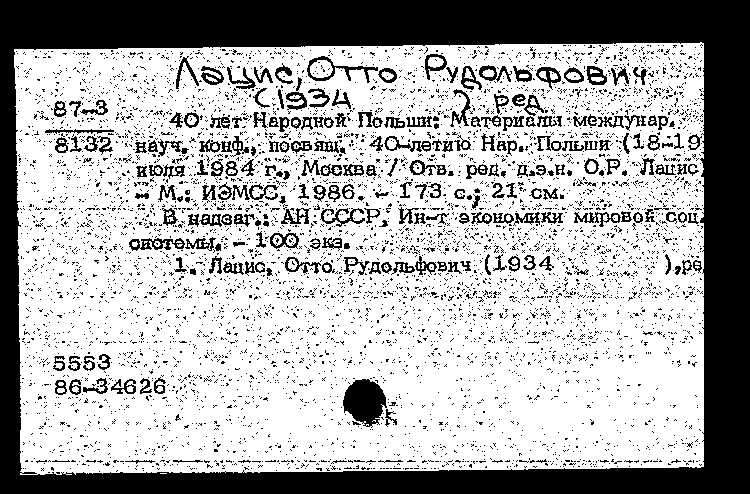 Лацис, Отто Рудольфович
(1934 ) ред
87-3
8132
40 лет Народной Польши: Материалы междунар.
науч. конф., посвящ. 40-летию Нар. Польши (18-19
июля 1984 г., Москва / Отв. ред. д.э.н. О.Р. Лацис)
- М.: ИЭМСС, 1986. - 173 с.; 21 см.
В надзаг.: АН СССР, Ин-т экономики мировой соц.
системы. - 100 экз.
1. Лацис, Отто Рудольфович (1934 ),ре
5553
86-34626